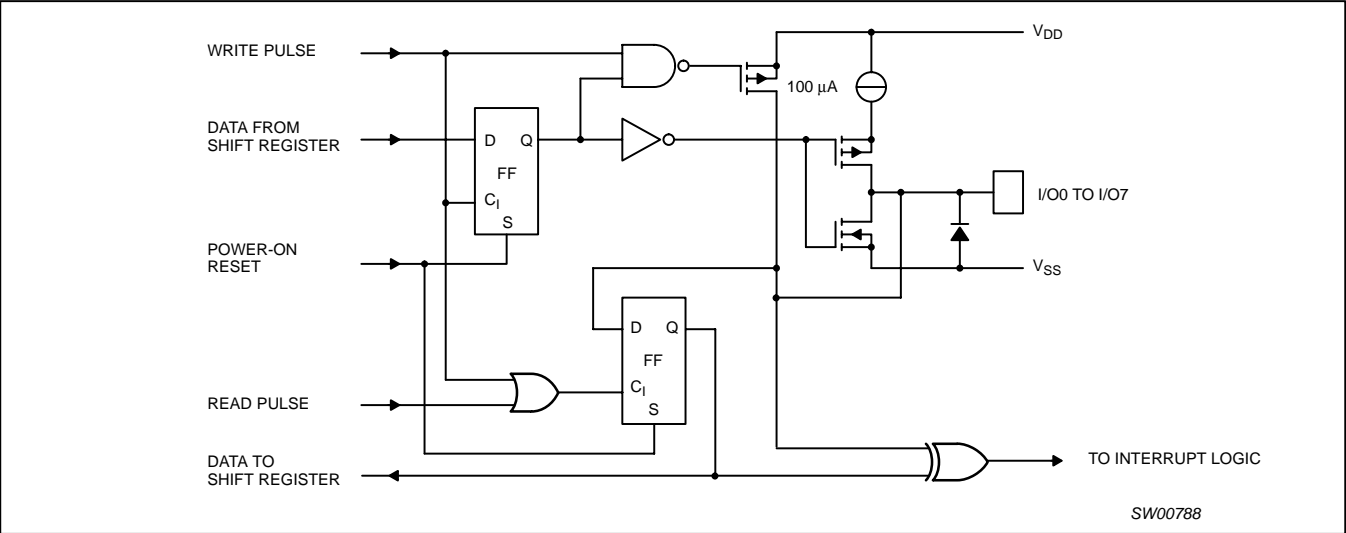 WRITE PULSE
V_DD
100 μA
DATA FROM
SHIFT REGISTER
D Q
FF
C_I
S
I/O0 TO I/O7
POWER-ON
RESET
V_SS
D Q
FF
C_I
S
READ PULSE
DATA TO
SHIFT REGISTER
TO INTERRUPT LOGIC
SW00788